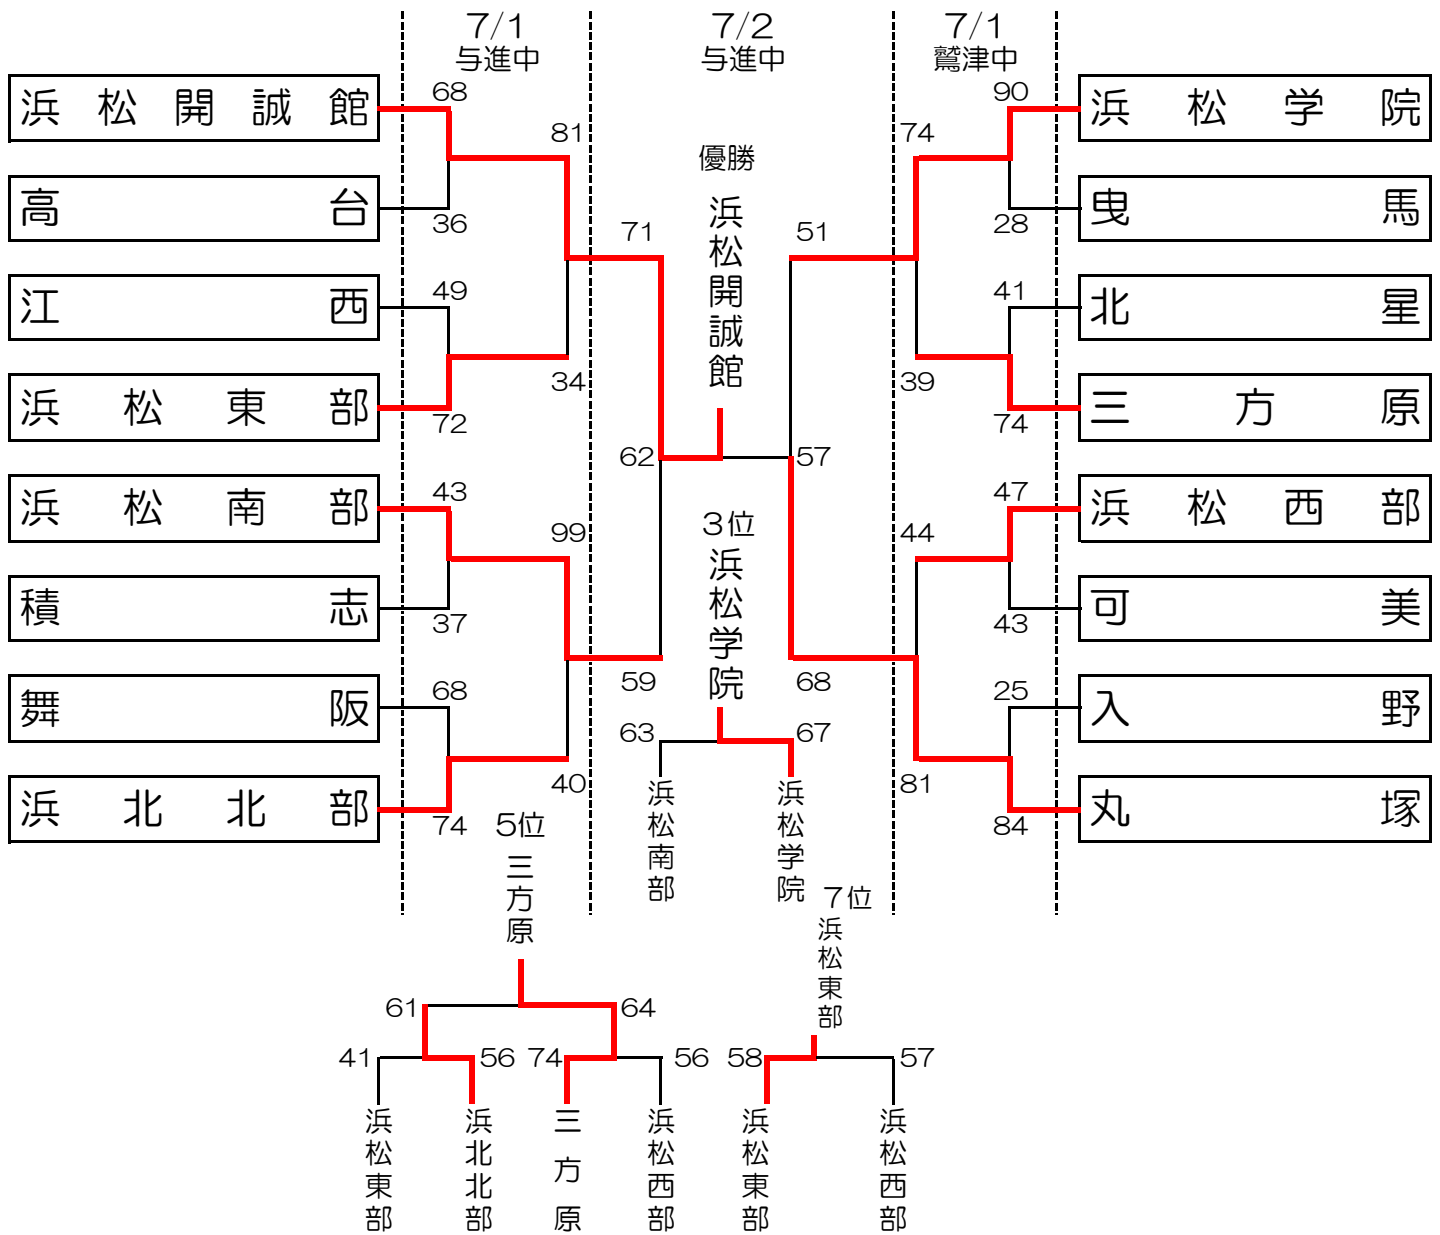 7/1
与進中
7/2
与進中
7/1
鷲津中
浜松開誠館
高台
江西
浜松東部
浜松南部
積志
舞阪
浜北北部
68
36
49
72
43
37
68
74
81
34
99
40
71
59
62
優勝
浜松開誠館
57
51
68
3位
浜松学院
63
67
浜松南部
浜松学院
74
39
44
81
90
28
41
74
47
43
25
84
浜松学院
曳馬
北星
三方原
浜松西部
可美
入野
丸塚
5位
三方原
61
64
41
56
74
56
浜松東部
浜北北部
三方原
浜松西部
7位
浜松東部
58
57
浜松東部
浜松西部